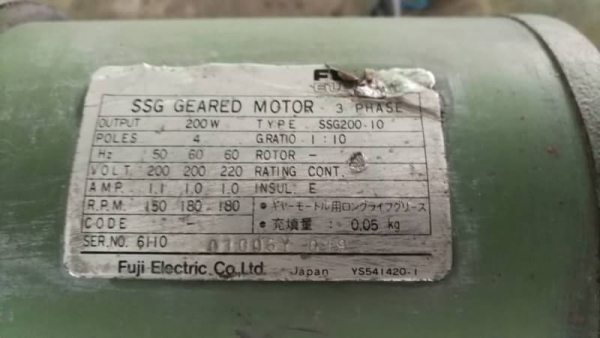 SSG GEARED MOTOR 3 PHASE
OUTPUT 200W TYPE SSG200-10
POLES 4 GRATIO 1:10
Hz 50 60 60 ROTOR -
VOLT 200 200 220 RATING CONT.
AMP. 1.1 1.0 1.0 INSUL. E
R.P.M. 150 180 180 ●ギヤーモートル用ロングライフグリース
CODE - ●充填量: 0.05 kg
SER.NO. 6110
Fuji Electric Co., Ltd. Japan YS541420-1